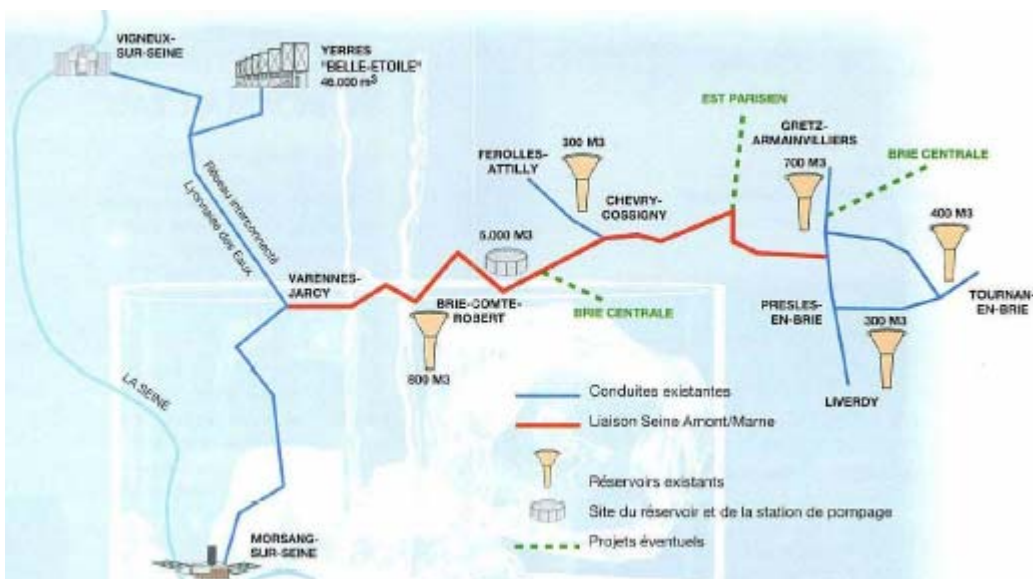 VIGNEUX-
SUR-SEINE
YERRES
"BELLE-ETOILE"
46.000 m³
EST PARISIEN
GRETZ-
ARMAINVILLIERS
700 M3
BRIE CENTRALE
300 M3
FEROLLES-
ATTILLY
CHEVRY-
COSSIGNY
400 M3
Réseau interconnecté
Lyonnaise des Eaux
5.000 M3
VARENNES-
JARCY
BRIE-COMTE-
ROBERT
BRIE CENTRALE
PRESLES-
EN-BRIE
TOURNAN-
EN-BRIE
300 M3
800 M3
LIVERDY
LA SEINE
Conduites existantes
Liaison Seine Amont/Marne
Réservoirs existants
Site du réservoir et de la station de pompage
Projets éventuels
MORSANG-
SUR-SEINE